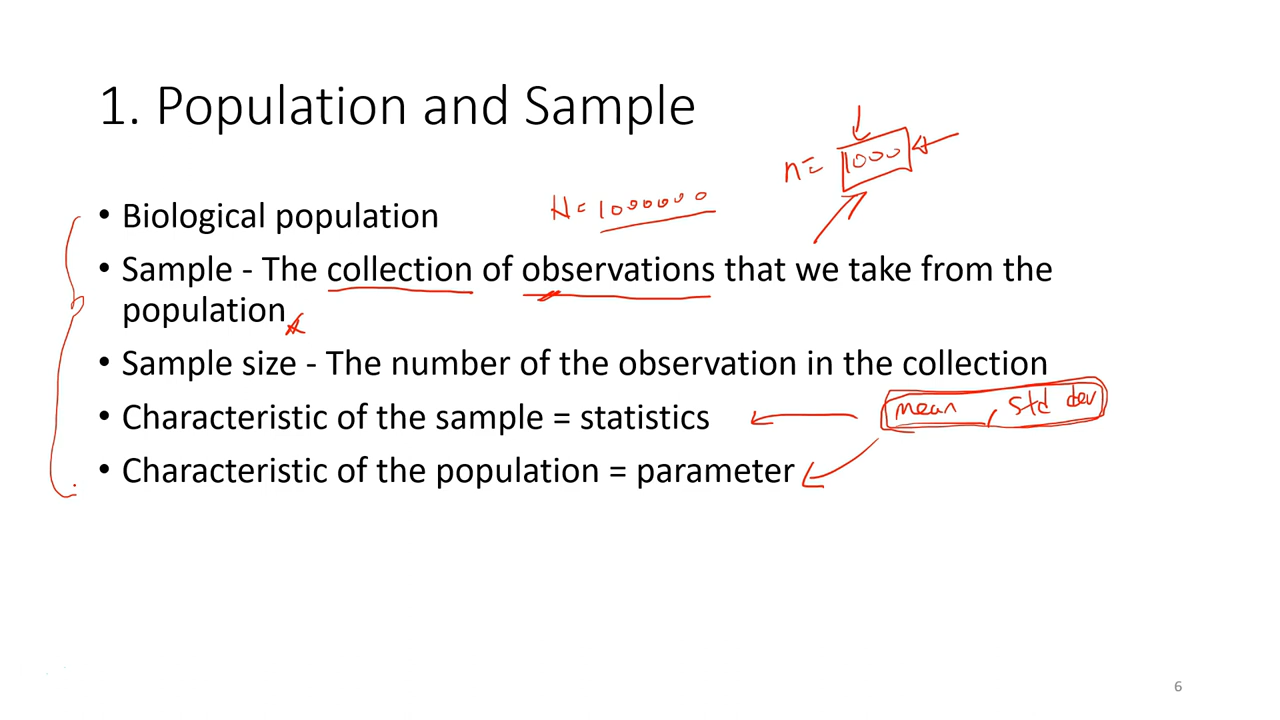 1. Population and Sample
n= 1000
• Biological population
N=1000000
• Sample - The collection of observations that we take from the
population
• Sample size - The number of the observation in the collection
• Characteristic of the sample = statistics
mean, std dev
• Characteristic of the population = parameter
6